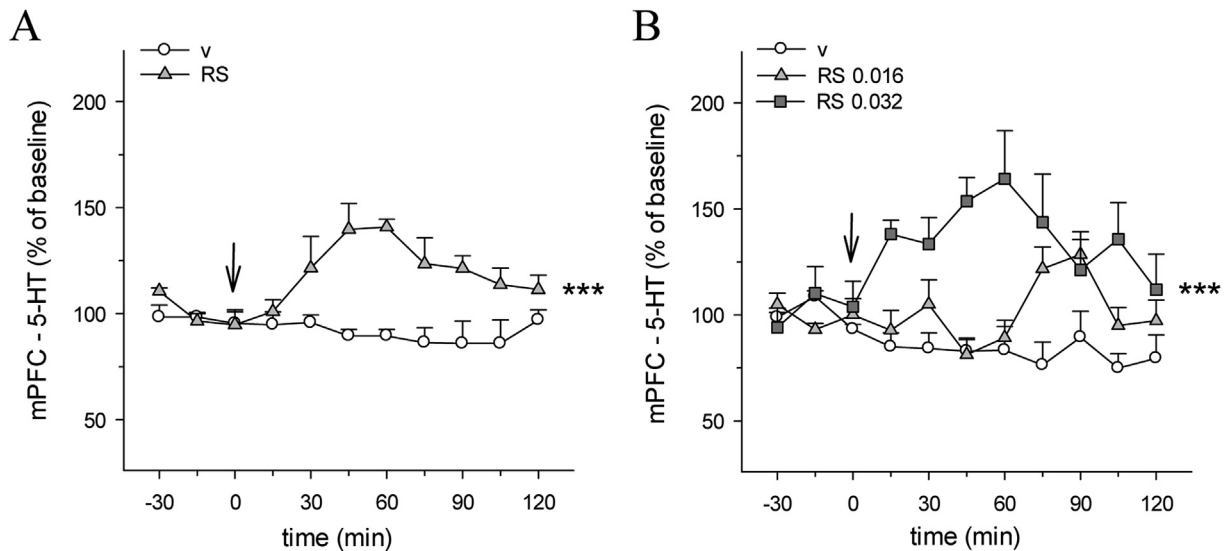 A
v
RS
mPFC - 5-HT (% of baseline)
200
150
100
50
***
-30 0 30 60 90 120
time (min)
B
v
RS 0.016
RS 0.032
mPFC - 5-HT (% of baseline)
200
150
100
50
***
-30 0 30 60 90 120
time (min)